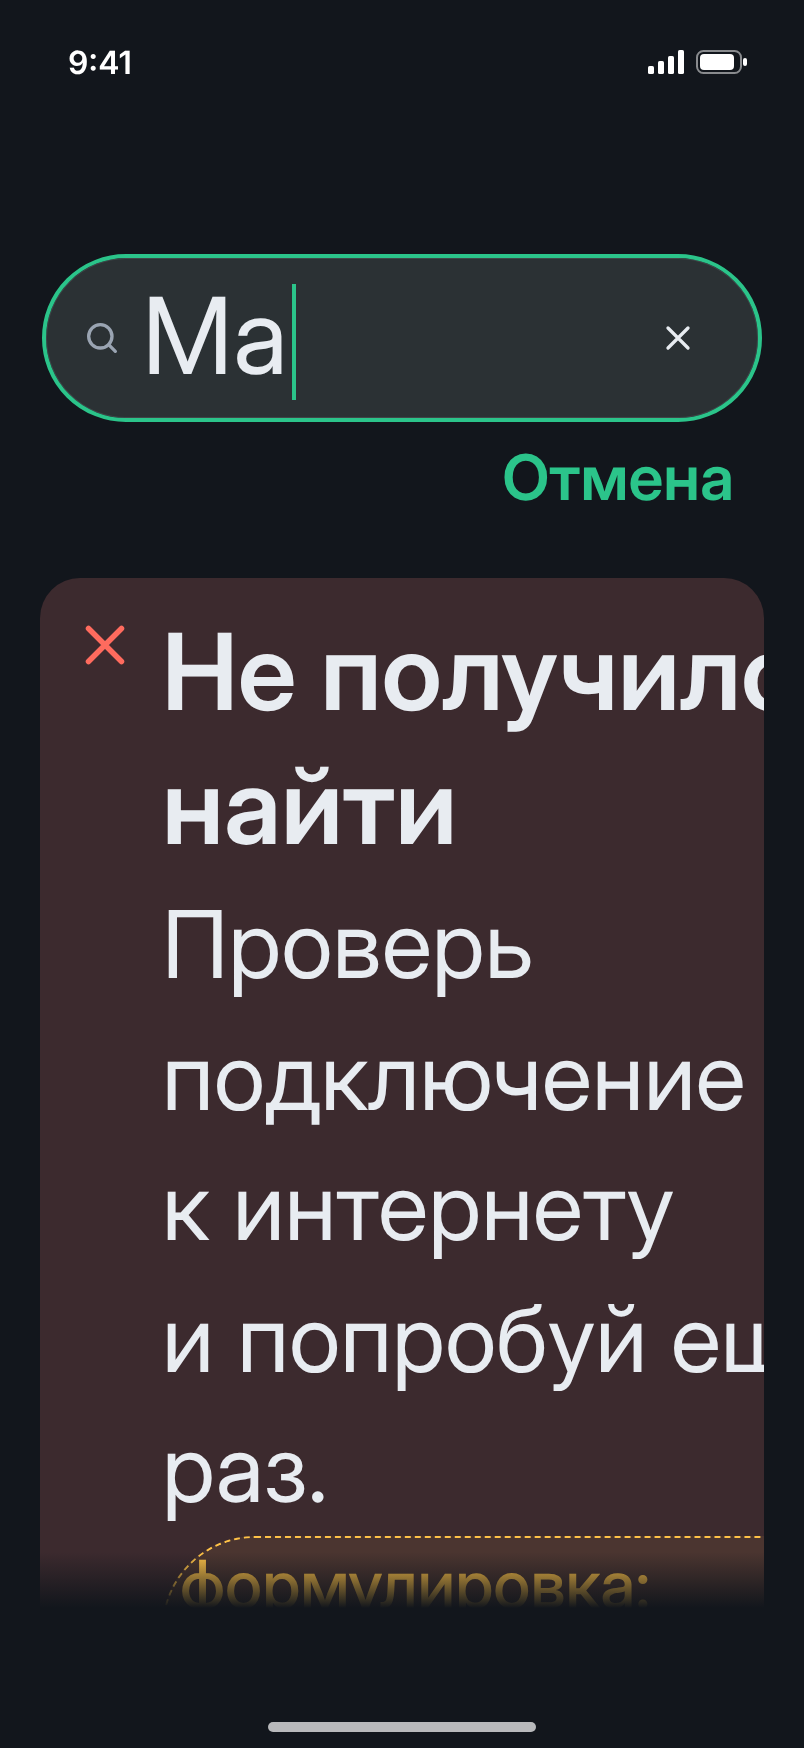 9:41
Ма
Отмена
Не получило
найти
Проверь
подключение
к интернету
и попробуй ещ
раз.
формулировка: